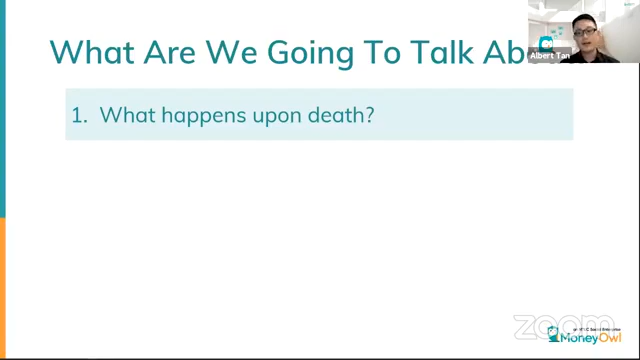 What Are We Going To Talk Ab
Albert Tan
1. What happens upon death?
zoom
MoneyOwl